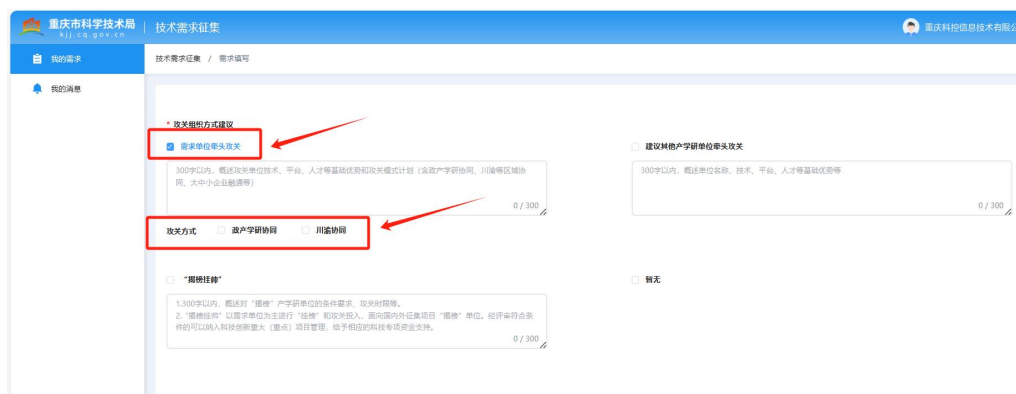 重庆市科学技术局 | 技术需求征集
kjj.cq.gov.cn
重庆科控信息技术有限公
我的需求
技术需求征集 / 需求填写
我的消息
* 攻关组织方式建议
需求单位牵头攻关
建议其他产学研单位牵头攻关
300字以内，概述攻关单位技术、平台、人才等基础优势和攻关模式计划（含政产学研协同、川渝等区域协
同、大中小企业融通等）
0 / 300
300字以内，概述单位名称、技术、平台、人才等基础优势等
0 / 300
攻关方式 政产学研协同 川渝协同
“揭榜挂帅”
暂无
1.300字以内，概述对“揭榜”产学研单位的条件要求、攻关时限等。
2.“揭榜挂帅”以需求单位为主进行“挂榜”和攻关投入，面向国内外征集项目“揭榜”单位。经评审符合条
件的可以纳入科技创新重大（重点）项目管理，给予相应的科技专项资金支持。
0 / 300